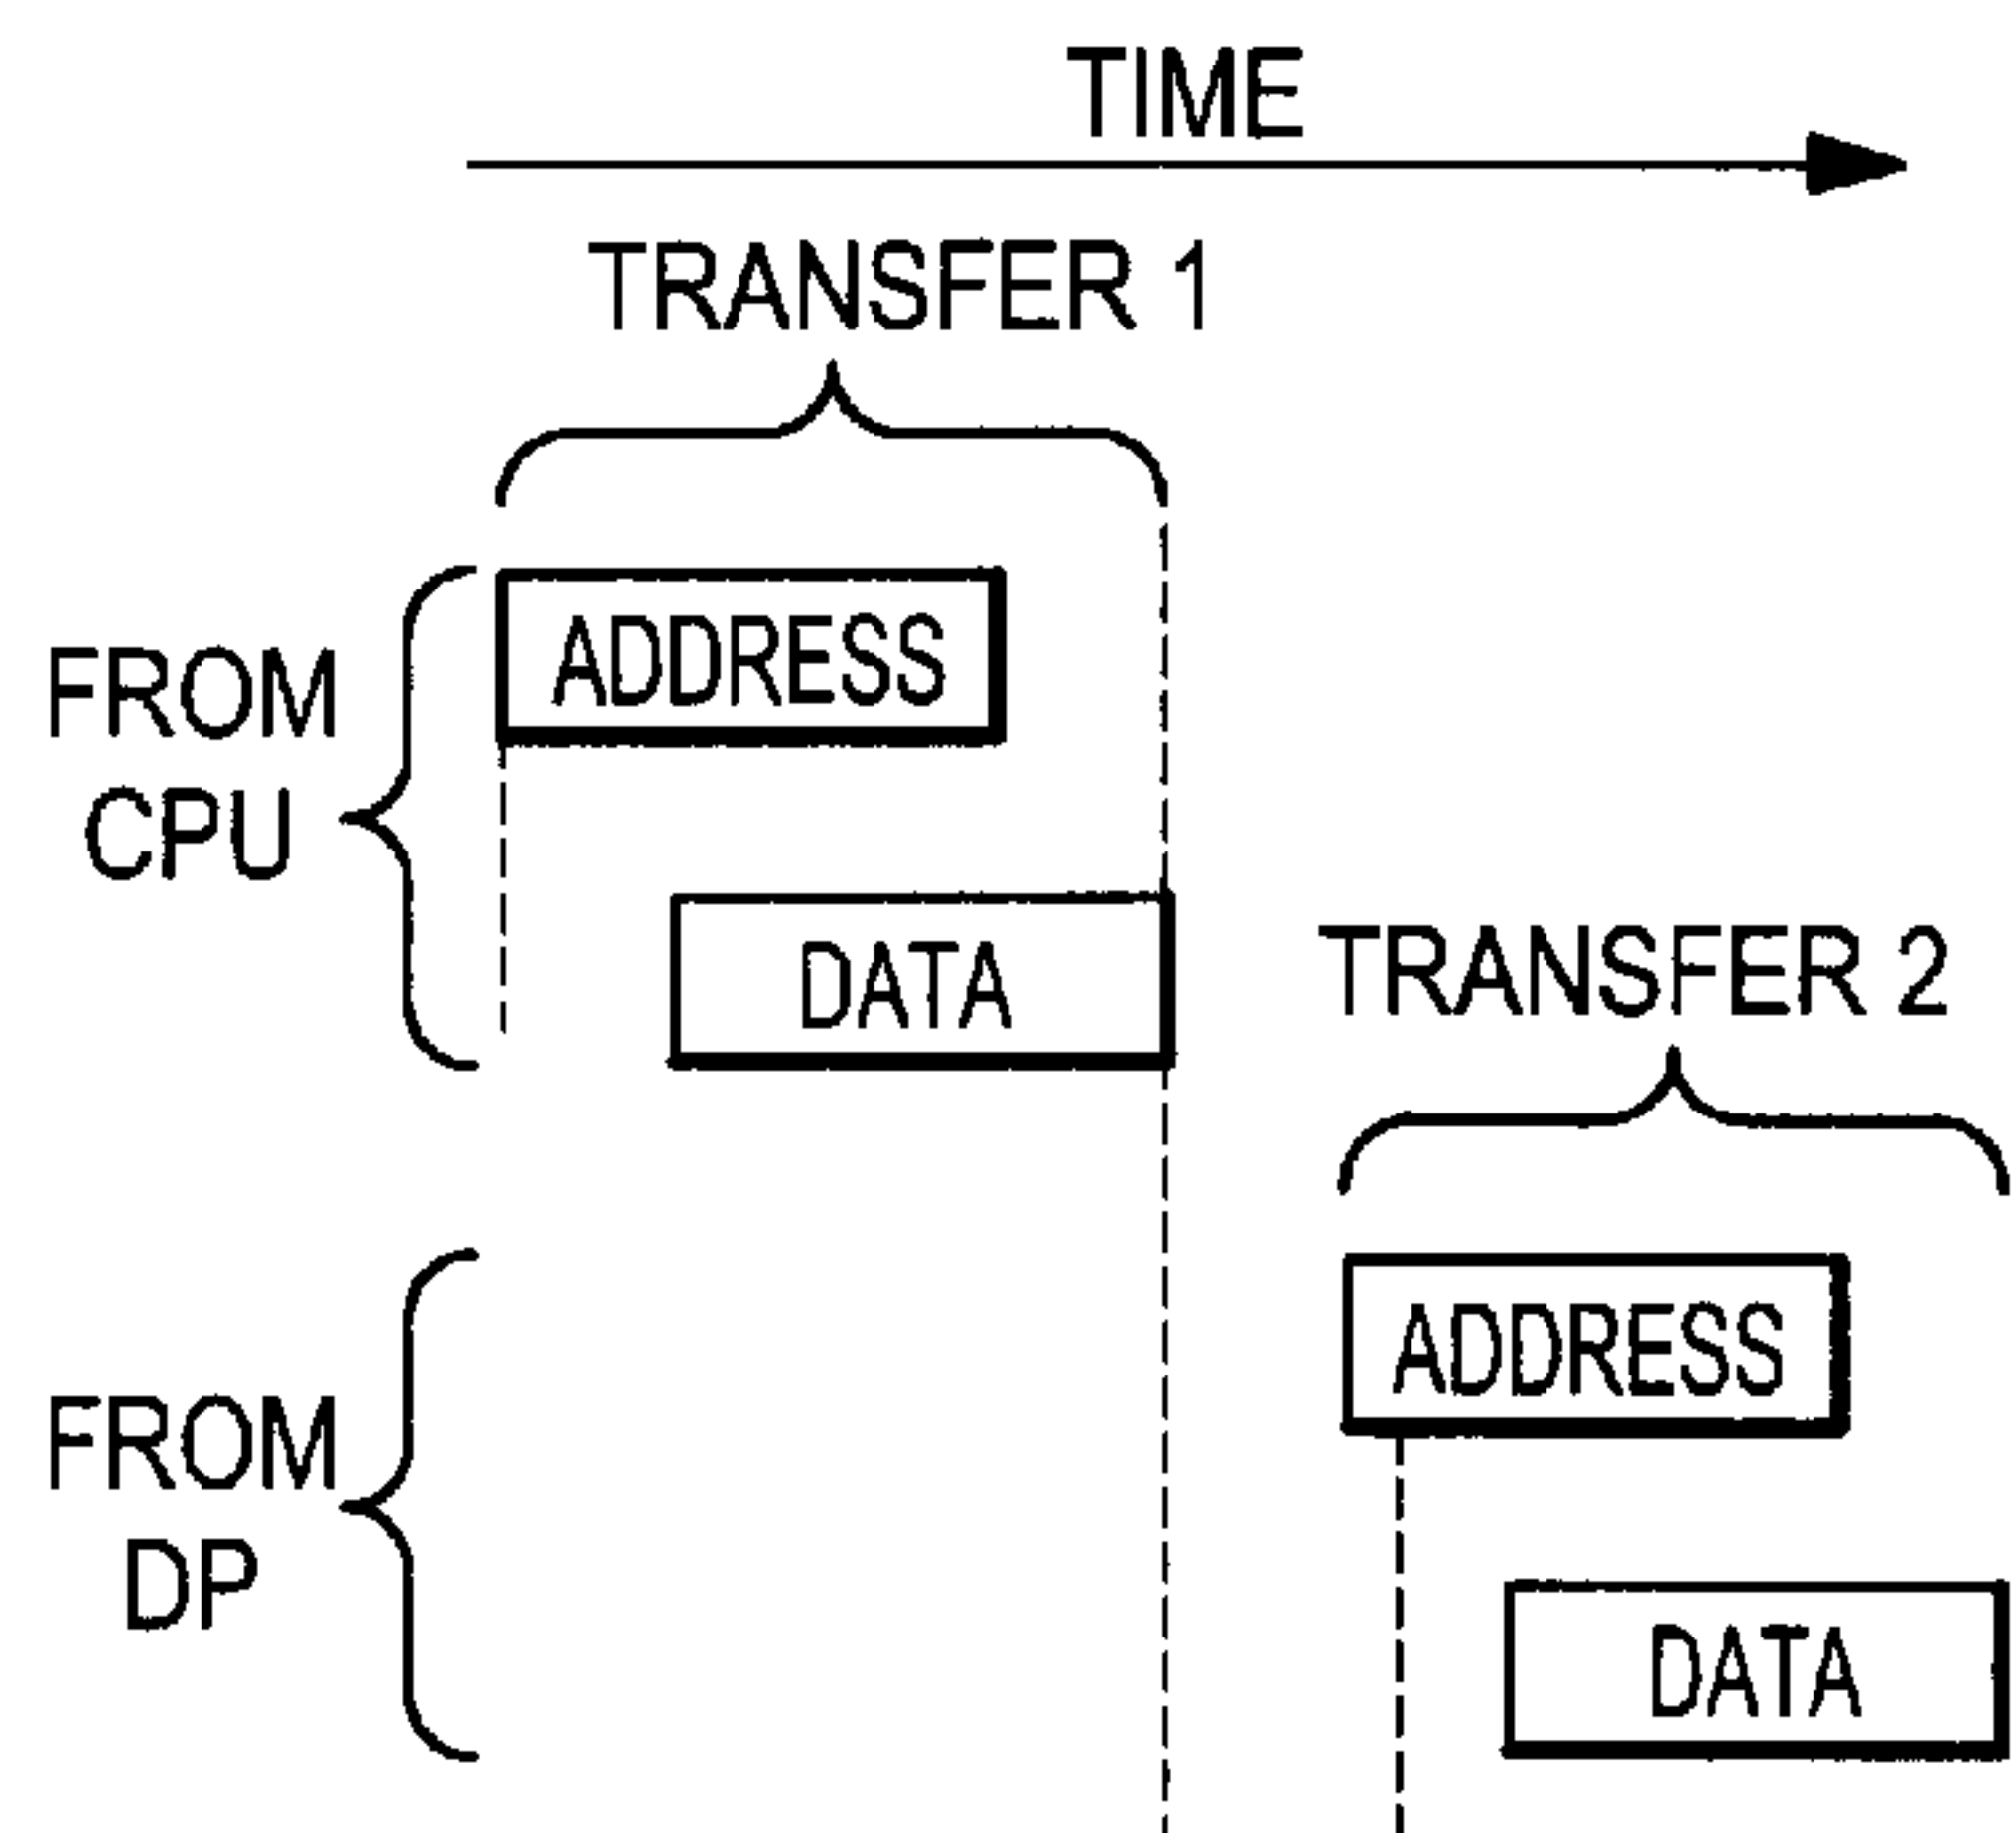 TIME
TRANSFER 1
ADDRESS
FROM
CPU
DATA
TRANSFER 2
ADDRESS
FROM
DP
DATA